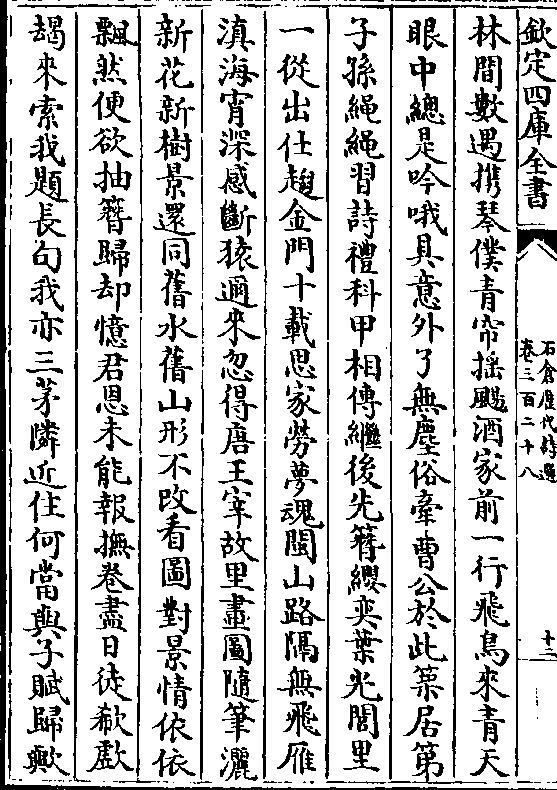 欽定四庫全書
石倉歷代詩選
卷三百二十八
十二
林間數遇攜琴僕青帘摇颺酒家前一行飛鳥來青天
眼中總是吟哦具意外了無塵俗牽曹公於此築居第
子孫繩繩習詩禮科甲相傳繼後先簪纓奕葉光閭里
一從出仕趨金門十載思家勞夢魂閩山路隔無飛雁
滇海宵深感斷猿邇來忽得唐王宰故里畫圖隨筆灑
新花新樹景還同舊水舊山形不改看圖對景情依依
飄然便欲抽簪歸却憶君恩未能報撫卷盡日徒欷歔
朅來索我題長句我亦三茅憐近住何當與子賦歸歟